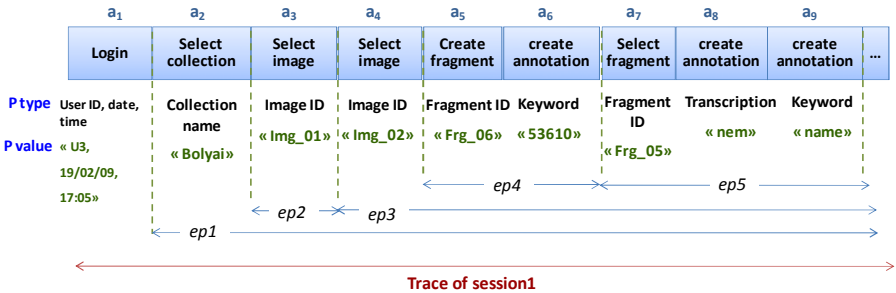 a1 a2 a3 a4 a5 a6 a7 a8 a9
Login Select collection Select image Select image Create fragment create annotation Select fragment create annotation create annotation ...
P type User ID, date, time Collection name Image ID Image ID Fragment ID Keyword Fragment ID Transcription Keyword
P value « U3, 19/02/09, 17:05» « Bolyai» « Img_01» « Img_02» « Frg_06» « 53610» « Frg_05» « nem» « name»
ep4 ep5
ep2 ep3
ep1
Trace of session1